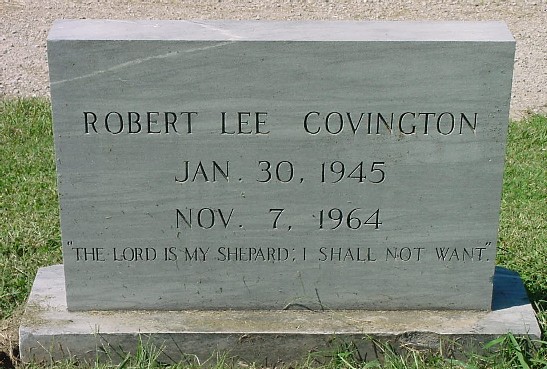 ROBERT LEE COVINGTON
JAN. 30, 1945
NOV. 7, 1964
"THE LORD IS MY SHEPARD; I SHALL NOT WANT."